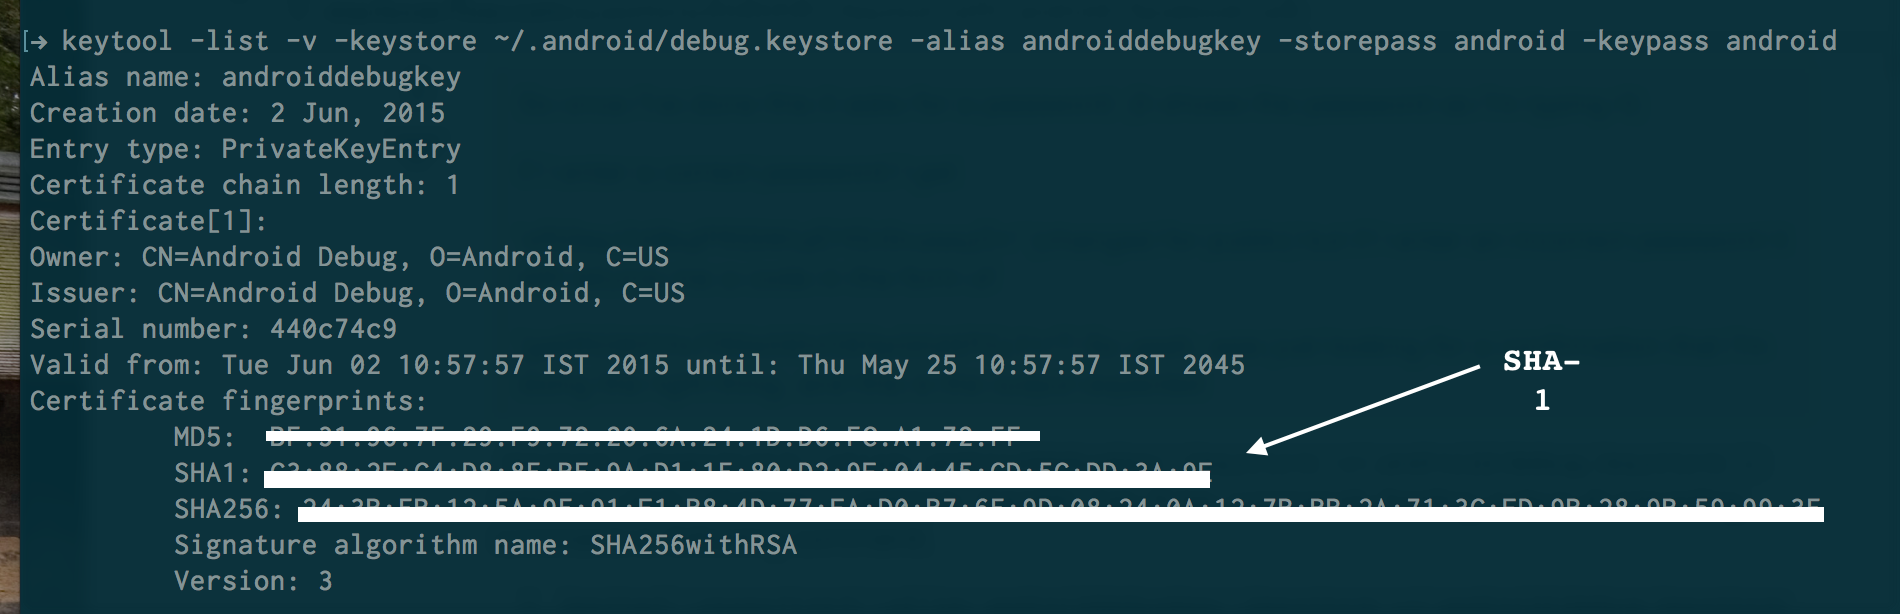 [→ keytool -list -v -keystore ~/.android/debug.keystore -alias androiddebugkey -storepass android -keypass android
Alias name: androiddebugkey
Creation date: 2 Jun, 2015
Entry type: PrivateKeyEntry
Certificate chain length: 1
Certificate[1]:
Owner: CN=Android Debug, O=Android, C=US
Issuer: CN=Android Debug, O=Android, C=US
Serial number: 440c74c9
Valid from: Tue Jun 02 10:57:57 IST 2015 until: Thu May 25 10:57:57 IST 2045
SHA-
1
Certificate fingerprints:
MD5:
SHA1:
SHA256:
Signature algorithm name: SHA256withRSA
Version: 3